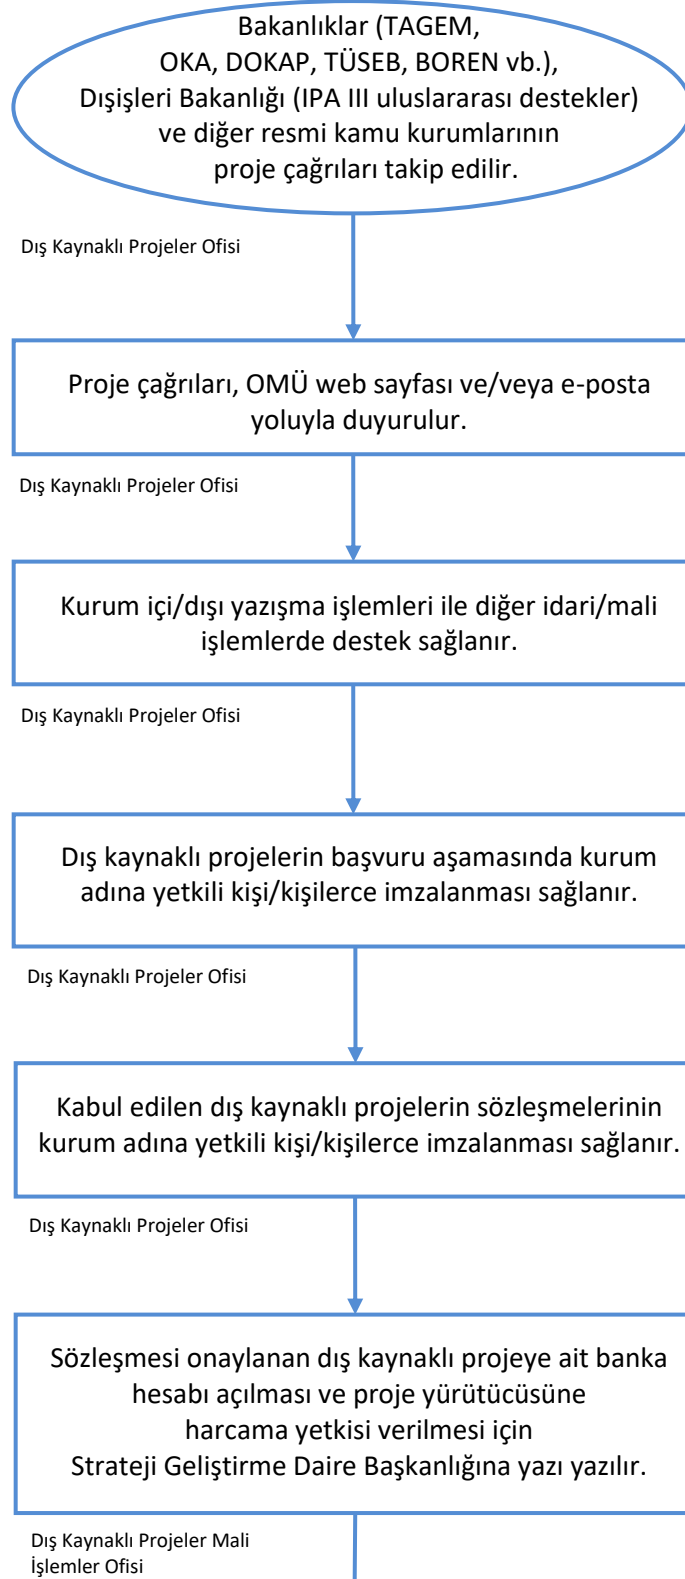 Bakanlıklar (TAGEM,
OKA, DOKAP, TÜSEB, BOREN vb.),
Dışişleri Bakanlığı (IPA III uluslararası destekler)
ve diğer resmi kamu kurumlarının
proje çağrıları takip edilir.
Dış Kaynaklı Projeler Ofisi
Proje çağrıları, OMÜ web sayfası ve/veya e-posta
yoluyla duyurulur.
Dış Kaynaklı Projeler Ofisi
Kurum içi/dışı yazışma işlemleri ile diğer idari/mali
işlemlerde destek sağlanır.
Dış Kaynaklı Projeler Ofisi
Dış kaynaklı projelerin başvuru aşamasında kurum
adına yetkili kişi/kişilerce imzalanması sağlanır.
Dış Kaynaklı Projeler Ofisi
Kabul edilen dış kaynaklı projelerin sözleşmelerinin
kurum adına yetkili kişi/kişilerce imzalanması sağlanır.
Dış Kaynaklı Projeler Ofisi
Sözleşmesi onaylanan dış kaynaklı projeye ait banka
hesabı açılması ve proje yürütücüsüne
harcama yetkisi verilmesi için
Strateji Geliştirme Daire Başkanlığına yazı yazılır.
Dış Kaynaklı Projeler Mali
İşlemler Ofisi